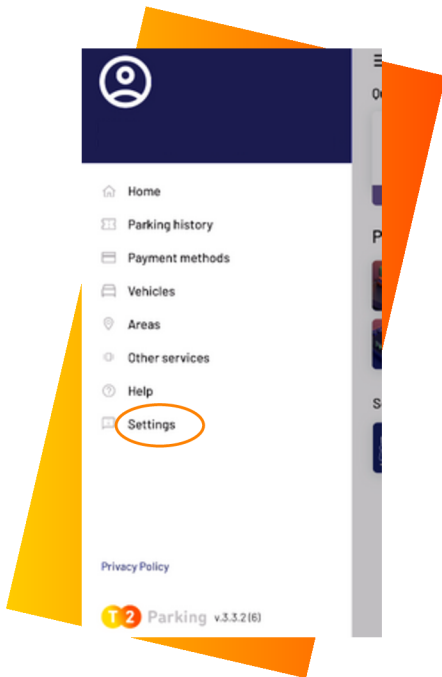 Home
Parking history
Payment methods
Vehicles
Areas
Other services
Help
Settings
Privacy Policy
T2 Parking v.3.3.2(6)
P
S